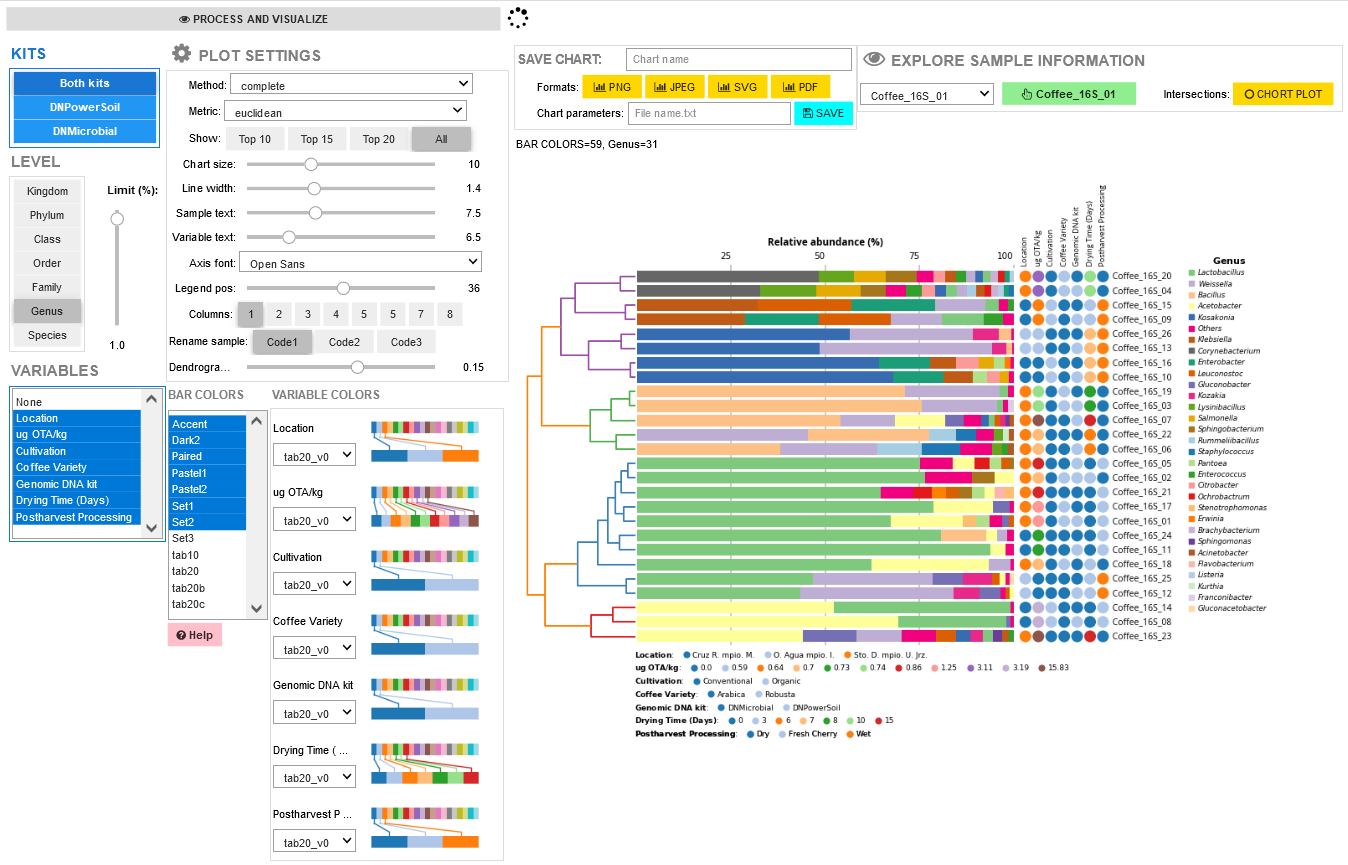 PROCESS AND VISUALIZE
KITS
Both kits
DNPowerSoil
DNMicrobial
LEVEL
Kingdom
Phylum
Class
Order
Family
Genus
Species
Limit (%):
1.0
VARIABLES
None
Location
ug OTA/kg
Cultivation
Coffee Variety
Genomic DNA kit
Drying Time (Days)
Postharvest Processing
PLOT SETTINGS
Method: complete
Metric: euclidean
Show: Top 10 Top 15 Top 20 All
Chart size: 10
Line width: 1.4
Sample text: 7.5
Variable text: 6.5
Axis font: Open Sans
Legend pos: 36
Columns: 1 2 3 4 5 5 7 8
Rename sample: Code1 Code2 Code3
Dendrogra... 0.15
BAR COLORS
Accent
Dark2
Paired
Pastel1
Pastel2
Set1
Set2
Set3
tab10
tab20
tab20b
tab20c
Help
VARIABLE COLORS
Location
tab20_v0
ug OTA/kg
tab20_v0
Cultivation
tab20_v0
Coffee Variety
tab20_v0
Genomic DNA kit
tab20_v0
Drying Time ( ...
tab20_v0
Postharvest P ...
tab20_v0
SAVE CHART: Chart name
Formats: PNG JPEG SVG PDF
Chart parameters: File name.txt SAVE
EXPLORE SAMPLE INFORMATION
Coffee_16S_01 Coffee_16S_01 Intersections: CHORT PLOT
BAR COLORS=59, Genus=31
Relative abundance (%)
25 50 75 100
Location
ug OTA/kg
Cultivation
Coffee Variety
Genomic DNA kit
Drying Time (Days)
Postharvest Processing
Coffee_16S_20
Coffee_16S_04
Coffee_16S_15
Coffee_16S_09
Coffee_16S_26
Coffee_16S_13
Coffee_16S_16
Coffee_16S_10
Coffee_16S_19
Coffee_16S_03
Coffee_16S_07
Coffee_16S_22
Coffee_16S_06
Coffee_16S_05
Coffee_16S_02
Coffee_16S_21
Coffee_16S_17
Coffee_16S_01
Coffee_16S_24
Coffee_16S_11
Coffee_16S_18
Coffee_16S_25
Coffee_16S_12
Coffee_16S_14
Coffee_16S_08
Coffee_16S_23
Genus
Lactobacillus
Weissella
Bacillus
Acetobacter
Kosakonia
Others
Klebsiella
Corynebacterium
Enterobacter
Leuconostoc
Gluconobacter
Kozakia
Lysinibacillus
Salmonella
Sphingobacterium
Rummeliibacillus
Staphylococcus
Pantoea
Enterococcus
Citrobacter
Ochrobactrum
Stenotrophomonas
Erwinia
Brachybacterium
Sphingomonas
Acinetobacter
Flavobacterium
Listeria
Kurthia
Franconibacter
Gluconacetobacter
Location: Cruz R. mpio. M. O. Agua mpio. I. Sto. D. mpio. U. Jrz.
ug OTA/kg: 0.0 0.59 0.64 0.7 0.73 0.74 0.86 1.25 3.11 3.19 15.83
Cultivation: Conventional Organic
Coffee Variety: Arabica Robusta
Genomic DNA kit: DNMicrobial DNPowerSoil
Drying Time (Days): 0 3 6 7 8 10 15
Postharvest Processing: Dry Fresh Cherry Wet